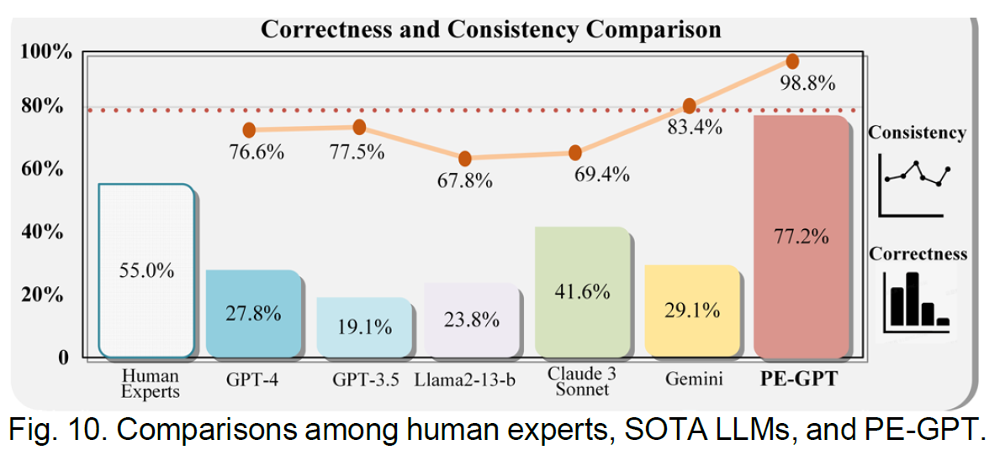 Correctness and Consistency Comparison
100%
80%
60%
40%
20%
0
76.6%
77.5%
67.8%
69.4%
83.4%
98.8%
55.0%
27.8%
19.1%
23.8%
41.6%
29.1%
77.2%
Human
Experts
GPT-4
GPT-3.5
Llama2-13-b
Claude 3
Sonnet
Gemini
PE-GPT
Consistency
Correctness
Fig. 10. Comparisons among human experts, SOTA LLMs, and PE-GPT.